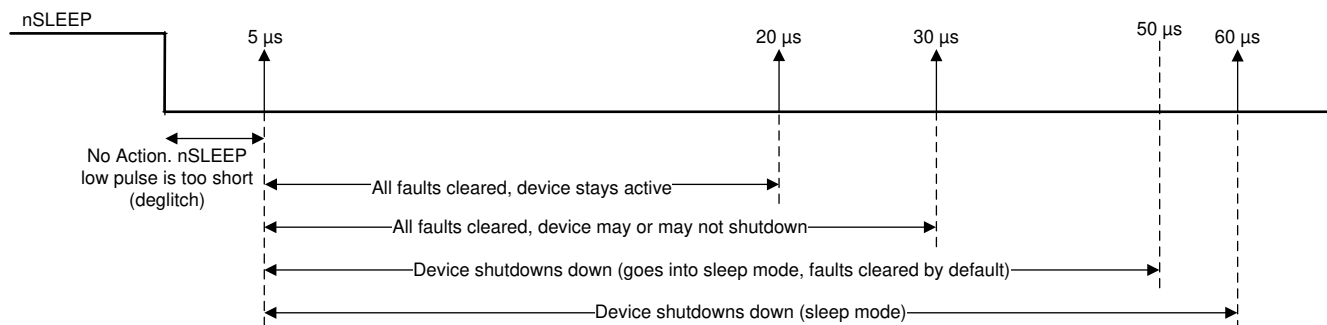 nSLEEP
5 µs
20 µs
30 µs
50 µs
60 µs
No Action. nSLEEP
low pulse is too short
(deglitch)
All faults cleared, device stays active
All faults cleared, device may or may not shutdown
Device shutdowns down (goes into sleep mode, faults cleared by default)
Device shutdowns down (sleep mode)